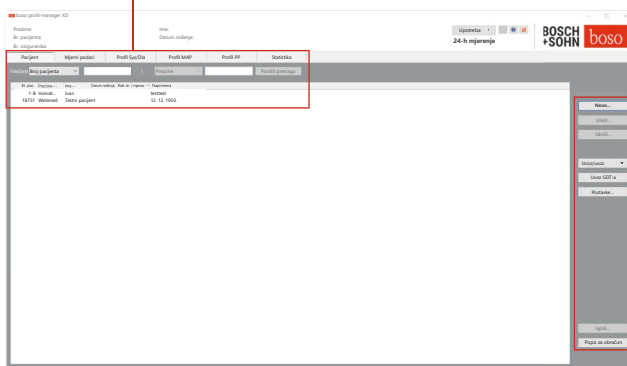 boso profil-manager XD
Prezime: Ime:
Br. pacijenta: Datum rođenja:
Br. osiguranika:
Upotreba
24-h mjerenje
BOSCH
+SOHN
boso
Pacijent Mjerni podaci Profil Sys/Dia Profil MAP Profil PP Statistika
Broj pacijenta Prezime Poništi pretragu
Br. pac. Ime Datum rođenja Napomena
1-8 Horvat.. Ivan testtest
18751 Webmed Testni pacijent 12. 12. 1950.
Novo...
Uredi...
Izbriši...
Izvoz/uvoz
Uvoz GDT-a
Postavke...
Ispiši...
Popis za obračun